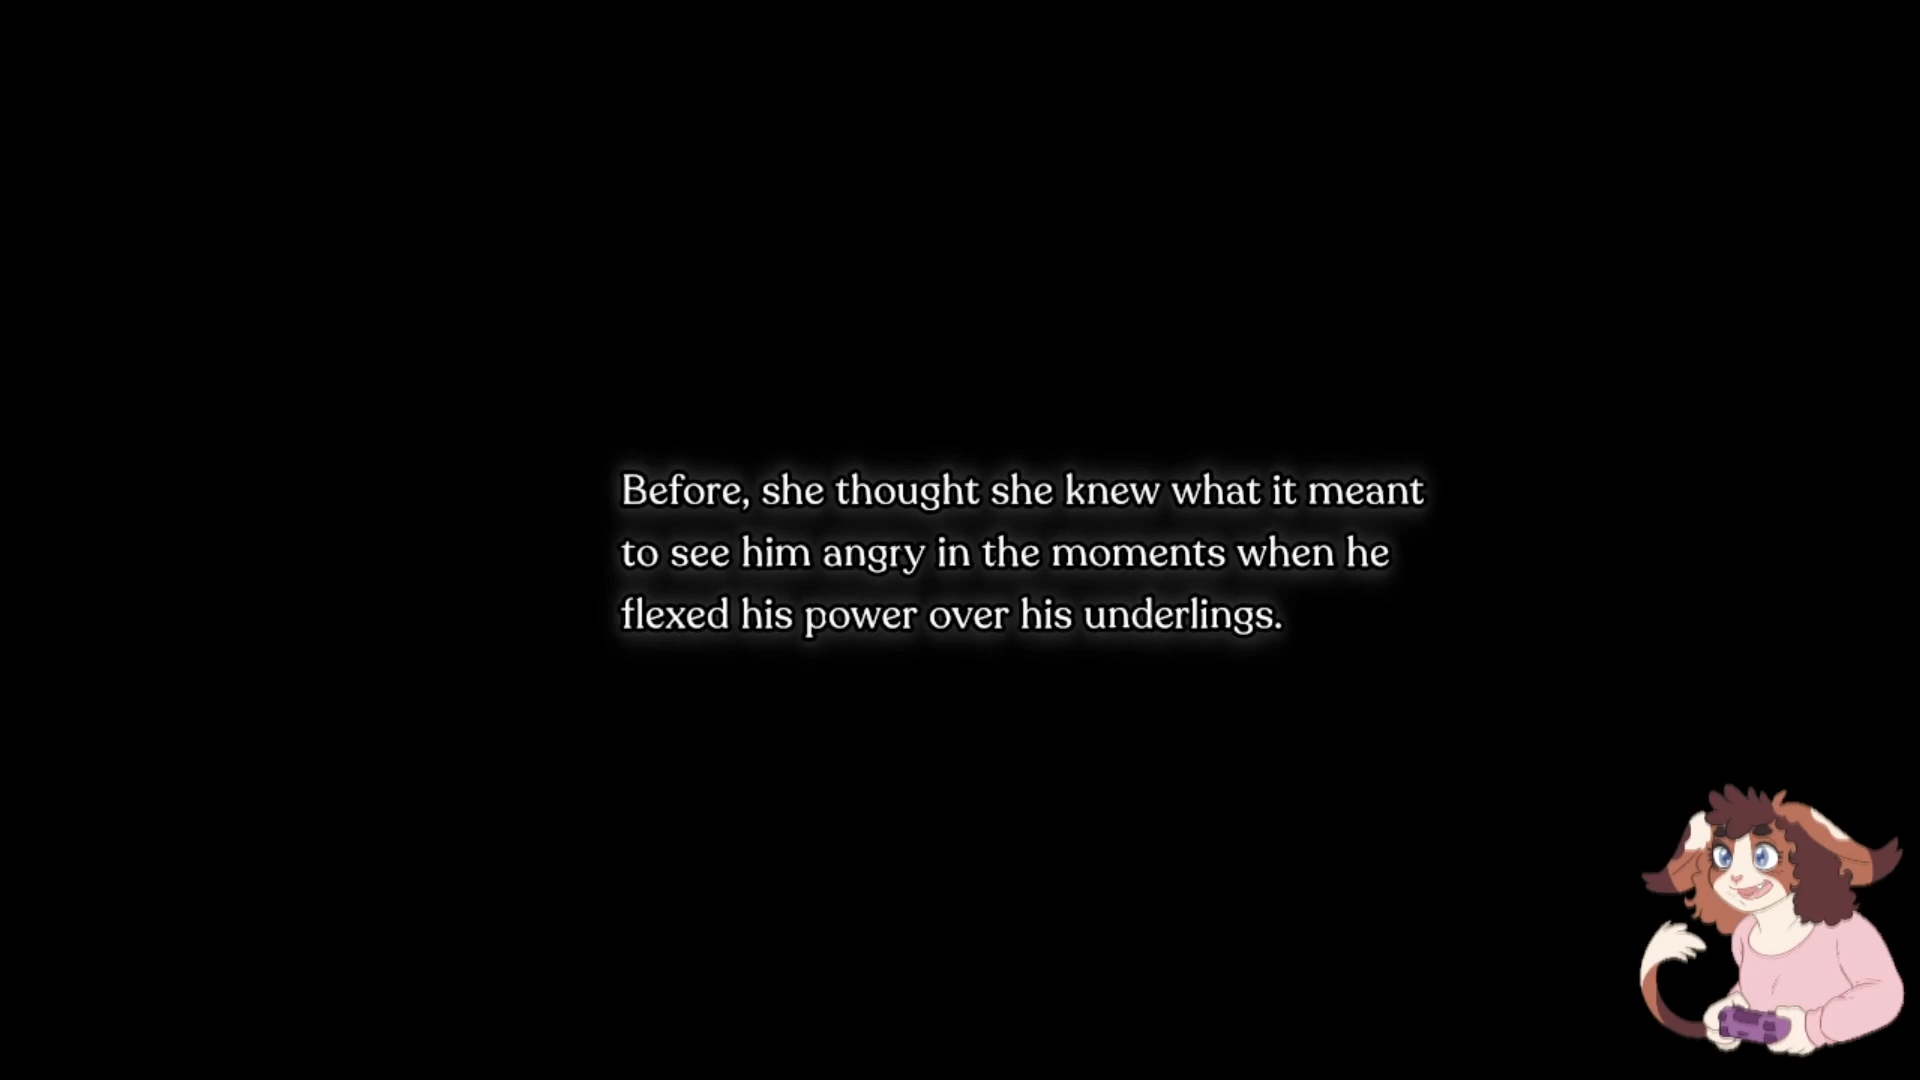 Before, she thought she knew what it meant
to see him angry in the moments when he
flexed his power over his underlings.